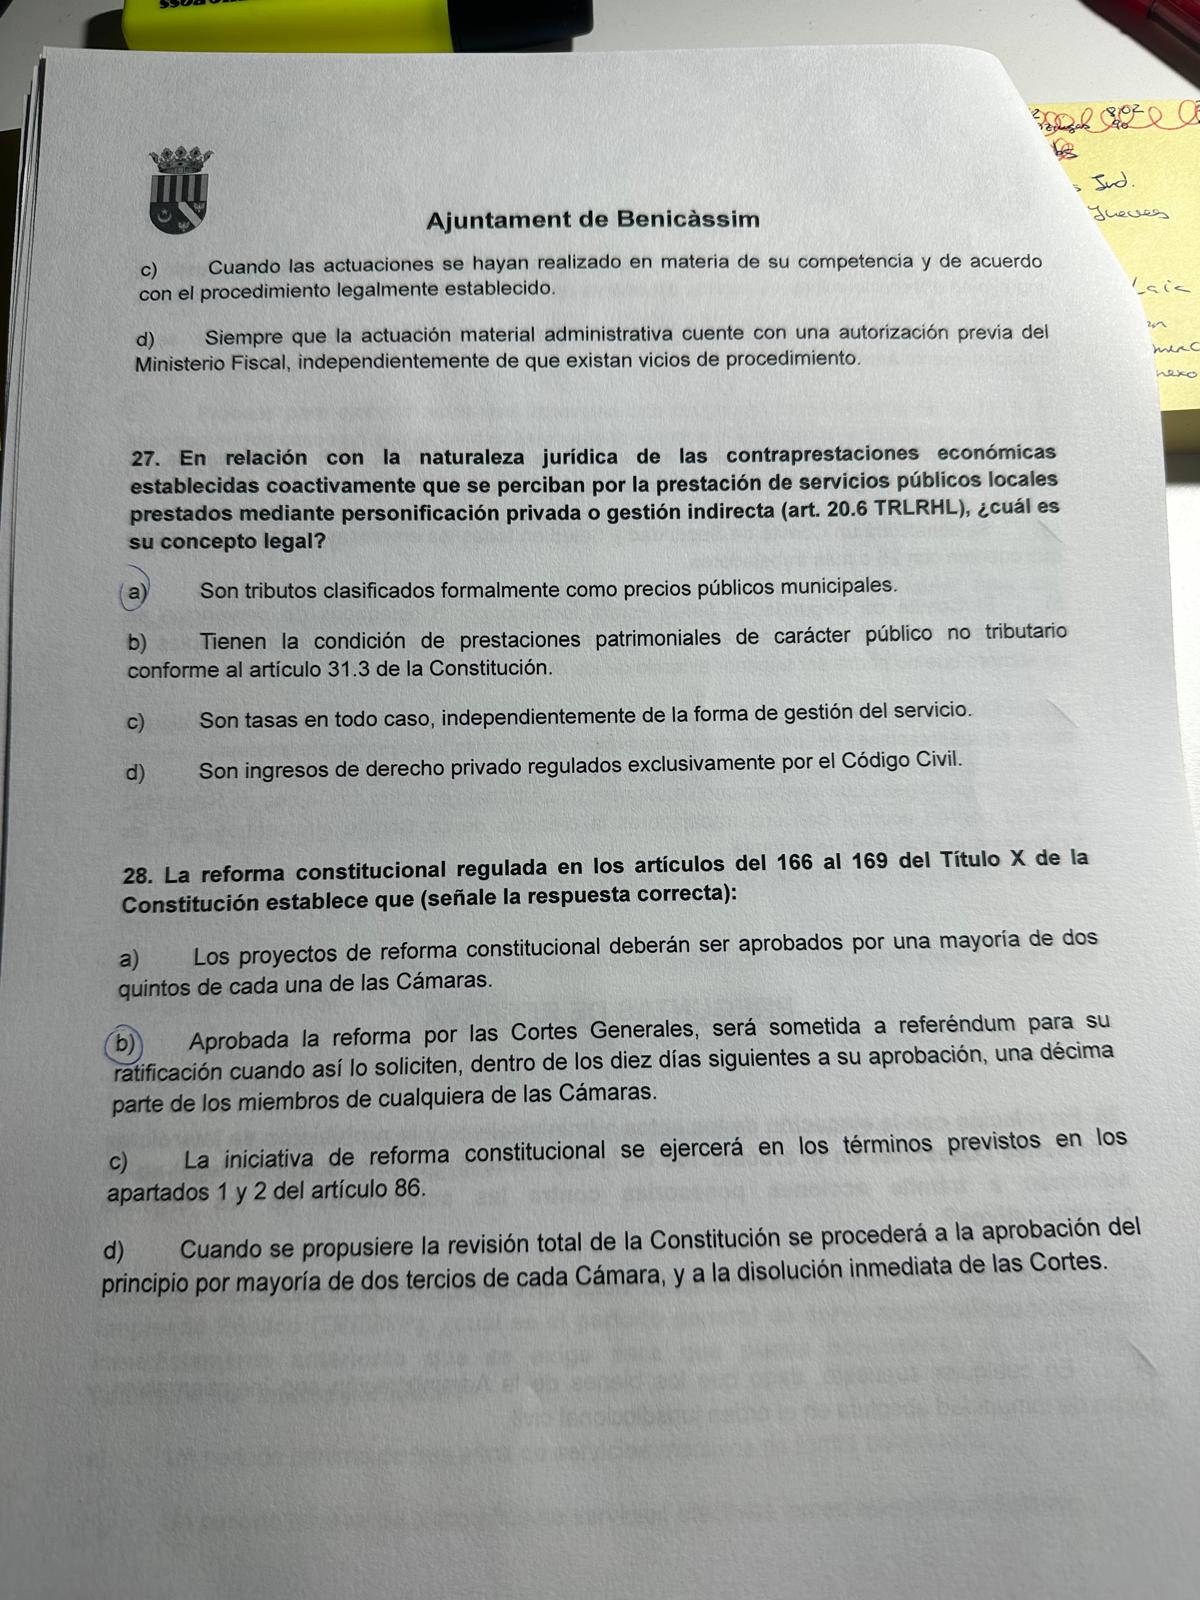 Ajuntament de Benicàssim
c) Cuando las actuaciones se hayan realizado en materia de su competencia y de acuerdo
con el procedimiento legalmente establecido.
d) Siempre que la actuación material administrativa cuente con una autorización previa del
Ministerio Fiscal, independientemente de que existan vicios de procedimiento.
27. En relación con la naturaleza jurídica de las contraprestaciones económicas
establecidas coactivamente que se perciban por la prestación de servicios públicos locales
prestados mediante personificación privada o gestión indirecta (art. 20.6 TRLRHL), ¿cuál es
su concepto legal?
a) Son tributos clasificados formalmente como precios públicos municipales.
b) Tienen la condición de prestaciones patrimoniales de carácter público no tributario
conforme al artículo 31.3 de la Constitución.
c) Son tasas en todo caso, independientemente de la forma de gestión del servicio.
d) Son ingresos de derecho privado regulados exclusivamente por el Código Civil.
28. La reforma constitucional regulada en los artículos del 166 al 169 del Título X de la
Constitución establece que (señale la respuesta correcta):
a) Los proyectos de reforma constitucional deberán ser aprobados por una mayoría de dos
quintos de cada una de las Cámaras.
b) Aprobada la reforma por las Cortes Generales, será sometida a referéndum para su
ratificación cuando así lo soliciten, dentro de los diez días siguientes a su aprobación, una décima
parte de los miembros de cualquiera de las Cámaras.
c) La iniciativa de reforma constitucional se ejercerá en los términos previstos en los
apartados 1 y 2 del artículo 86.
d) Cuando se propusiere la revisión total de la Constitución se procederá a la aprobación del
principio por mayoría de dos tercios de cada Cámara, y a la disolución inmediata de las Cortes.
8:02
Jud.
Jueves